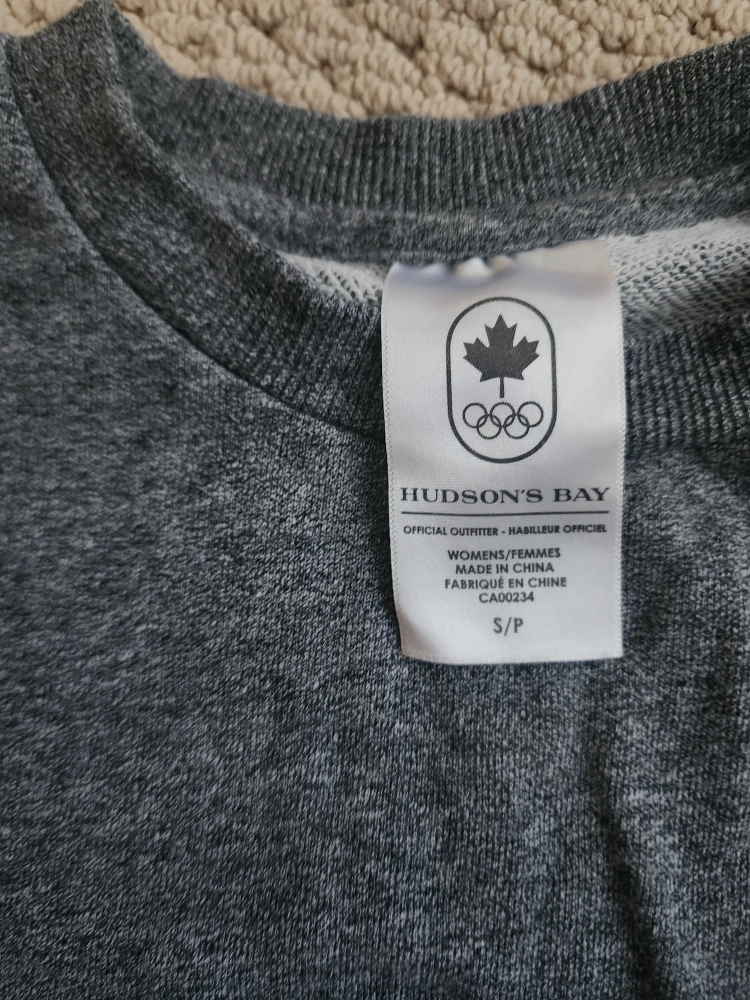 HUDSON'S BAY
OFFICIAL OUTFITTER - HABILLEUR OFFICIEL
WOMENS/FEMMES
MADE IN CHINA
FABRIQUÉ EN CHINE
CA00234
S/P